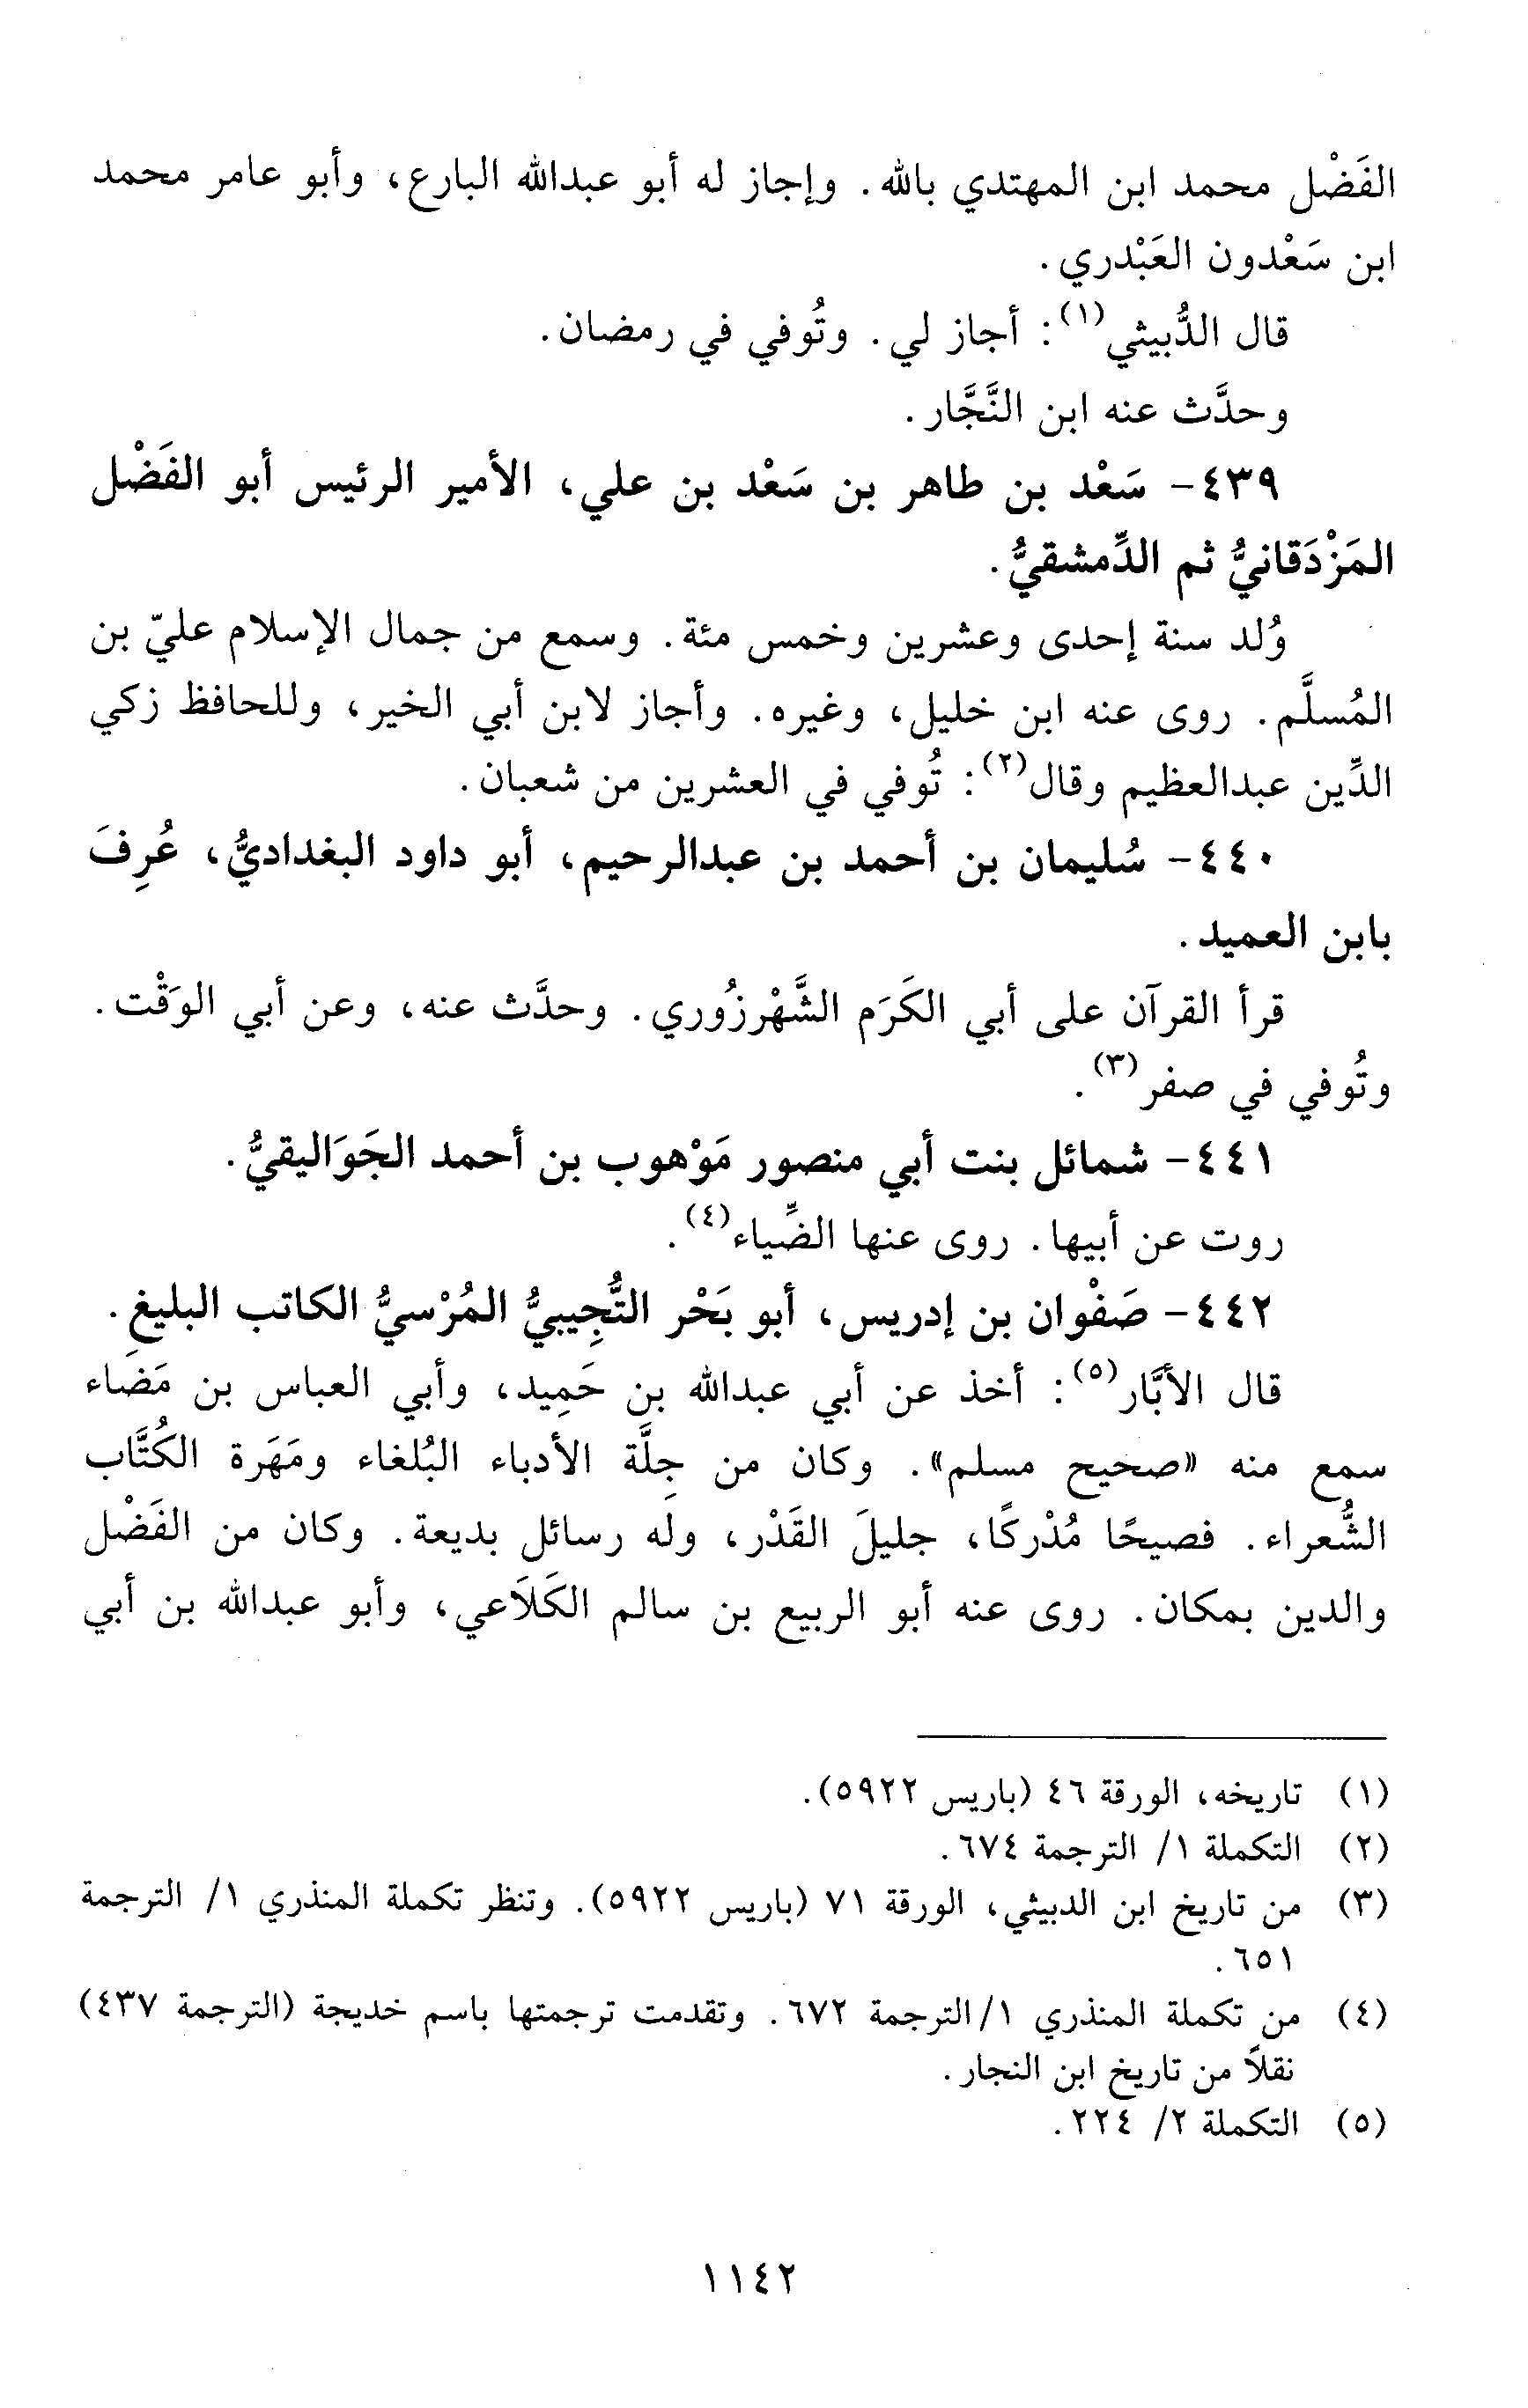 الفَضْل محمد ابن المهتدي بالله. وإجاز له أبو عبدالله البارع، وأبو عامر محمد
ابن سَعْدون العَبْدري.
قال الدُّبيثي(١): أجاز لي. وتُوفي في رمضان.
وحدَّث عنه ابن النَّجَّار.
٤٣٩- سَعْد بن طاهر بن سَعْد بن علي، الأمير الرئيس أبو الفَضْل
المَزْدَقانيُّ ثم الدِّمشقيُّ.
وُلد سنة إحدى وعشرين وخمس مئة. وسمع من جمال الإسلام عليّ بن
المُسلَّم. روى عنه ابن خليل، وغيره. وأجاز لابن أبي الخير، وللحافظ زكي
الدِّين عبدالعظيم وقال(٢): تُوفي في العشرين من شعبان.
٤٤٠- سُليمان بن أحمد بن عبدالرحيم، أبو داود البغداديُّ، عُرِفَ
بابن العميد.
قرأ القرآن على أبي الكَرَم الشَّهْرزُوري. وحدَّث عنه، وعن أبي الوَقْت.
وتُوفي في صفر(٣).
٤٤١- شمائل بنت أبي منصور مَوْهوب بن أحمد الجَوَاليقيُّ.
روت عن أبيها. روى عنها الضِّياء(٤).
٤٤٢- صَفْوان بن إدريس، أبو بَحْر التُّجِيبيُّ المُرْسيُّ الكاتب البليغِ.
قال الأبَّار(٥): أخذ عن أبي عبدالله بن حَمِيد، وأبي العباس بن مَضَاء
سمع منه «صحيح مسلم». وكان من جِلَّة الأدباء البُلغاء ومَهَرة الكُتَّاب
الشُّعراء. فصيحًا مُدْركًا، جليلَ القَدْر، وله رسائل بديعة. وكان من الفَضْل
والدين بمكان. روى عنه أبو الربيع بن سالم الكَلَاعي، وأبو عبدالله بن أبي
(١) تاريخه، الورقة ٤٦ (باريس ٥٩٢٢).
(٢) التكملة ١/ الترجمة ٦٧٤.
(٣) من تاريخ ابن الدبيثي، الورقة ٧١ (باريس ٥٩٢٢). وتنظر تكملة المنذري ١/ الترجمة
٦٥١.
(٤) من تكملة المنذري ١/الترجمة ٦٧٢. وتقدمت ترجمتها باسم خديجة (الترجمة ٤٣٧)
نقلاً من تاريخ ابن النجار.
(٥) التكملة ٢/ ٢٢٤.
١١٤٢